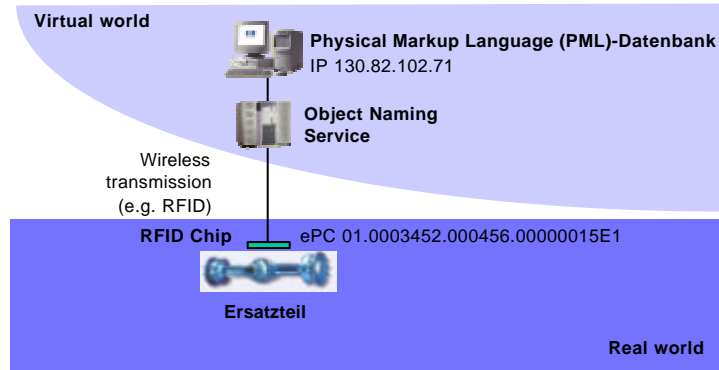 Virtual world
Physical Markup Language (PML)-Datenbank
IP 130.82.102.71
Object Naming
Service
Wireless
transmission
(e.g. RFID)
RFID Chip
ePC 01.0003452.000456.00000015E1
Ersatzteil
Real world